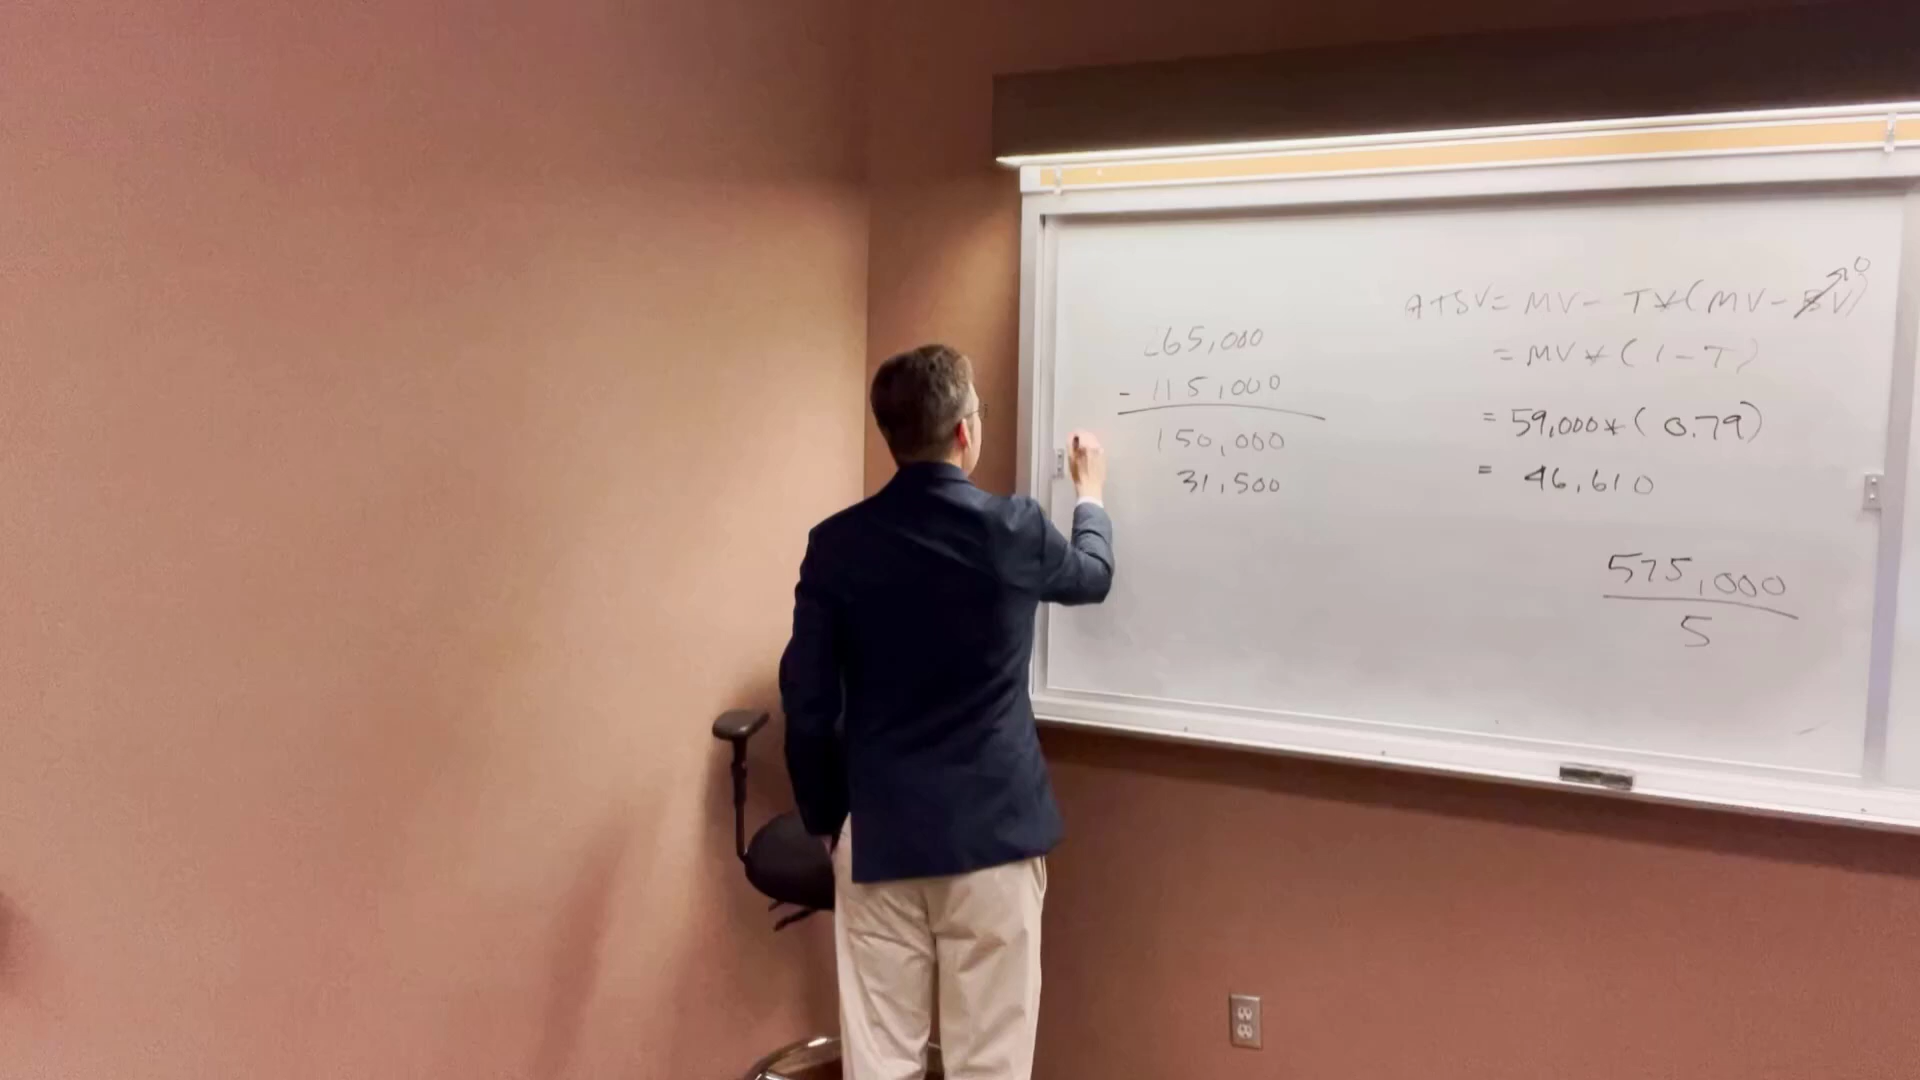 265,000
- 115,000
150,000
31,500
ATSV = MV - T*(MV - BV) 0
= MV * (1 - T)
= 59,000 * (0.79)
= 46,610
575,000
5